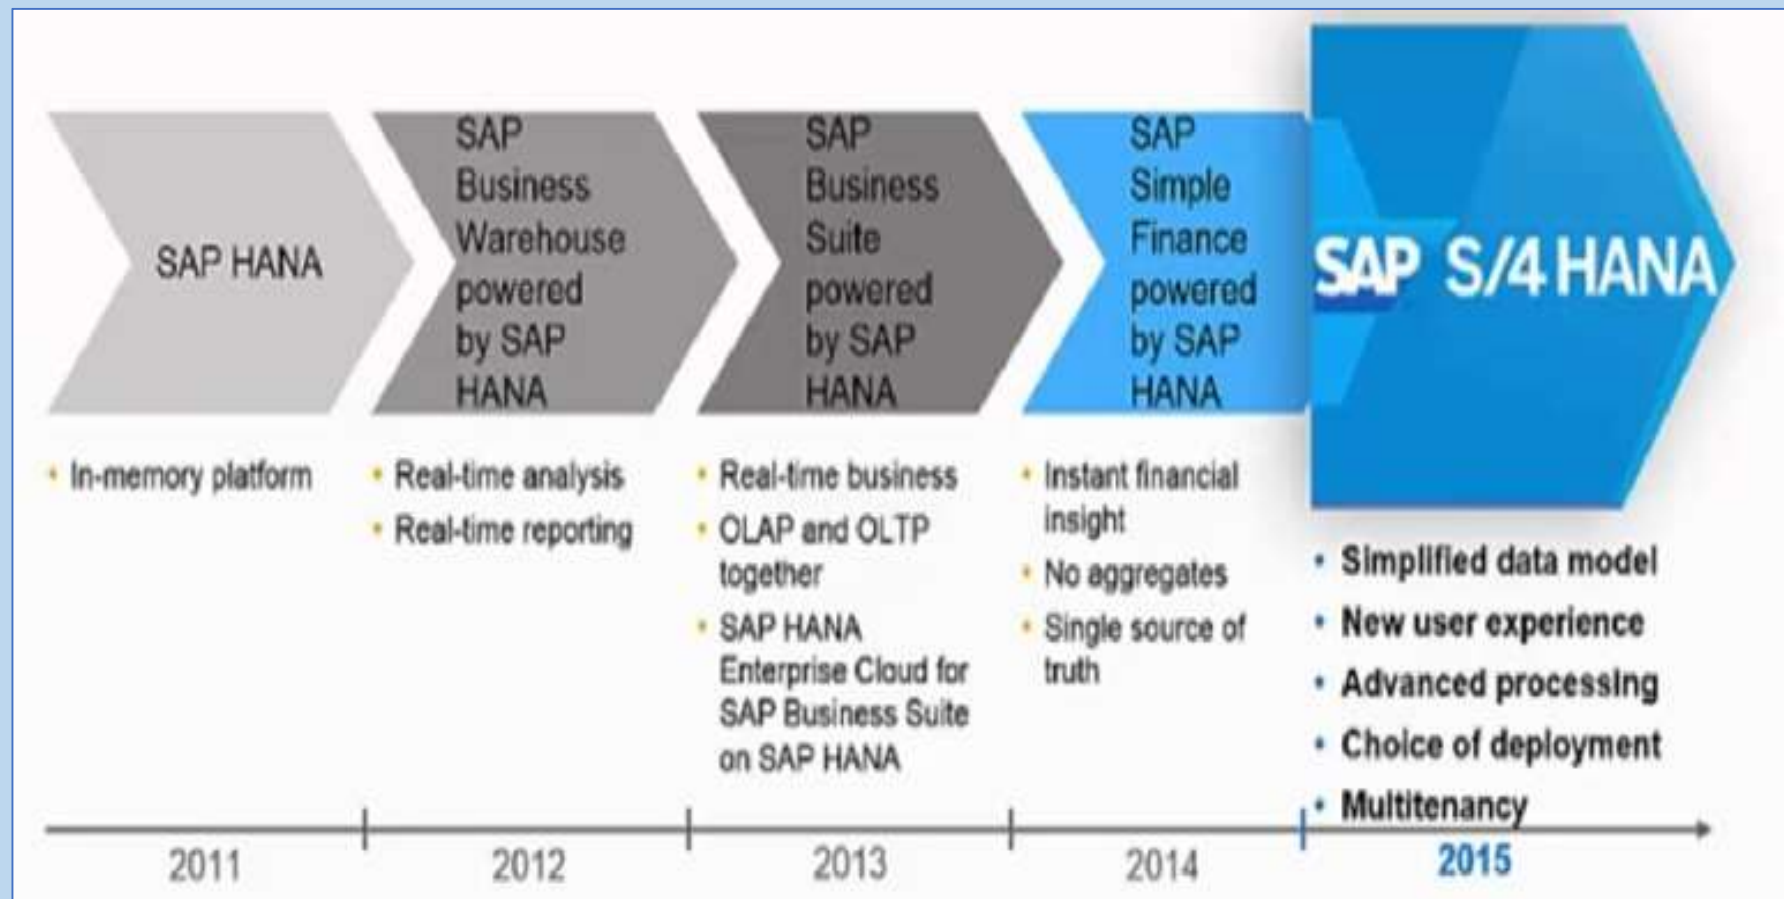 SAP HANA
SAP
Business
Warehouse
powered
by SAP
HANA
SAP
Business
Suite
powered
by SAP
HANA
SAP
Simple
Finance
powered
by SAP
HANA
SAP S/4 HANA
• In-memory platform
• Real-time analysis
• Real-time reporting
• Real-time business
• OLAP and OLTP
together
• SAP HANA
Enterprise Cloud for
SAP Business Suite
on SAP HANA
• Instant financial
insight
• No aggregates
• Single source of
truth
• Simplified data model
• New user experience
• Advanced processing
• Choice of deployment
• Multitenancy
2011
2012
2013
2014
2015